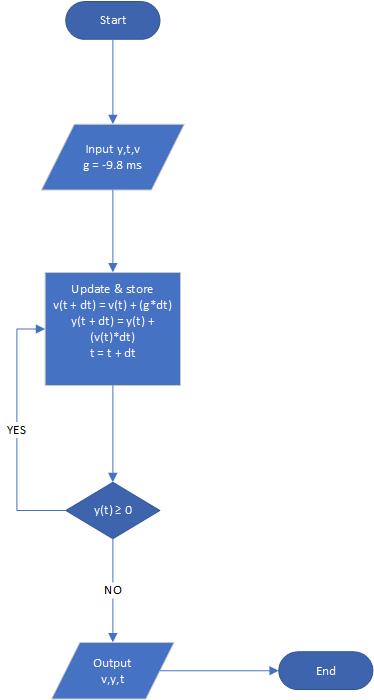 Start
Input y,t,v
g = -9.8 ms
Update & store
v(t + dt) = v(t) + (g*dt)
y(t + dt) = y(t) +
(v(t)*dt)
t = t + dt
YES
y(t) ≥ 0
NO
Output
v,y,t
End